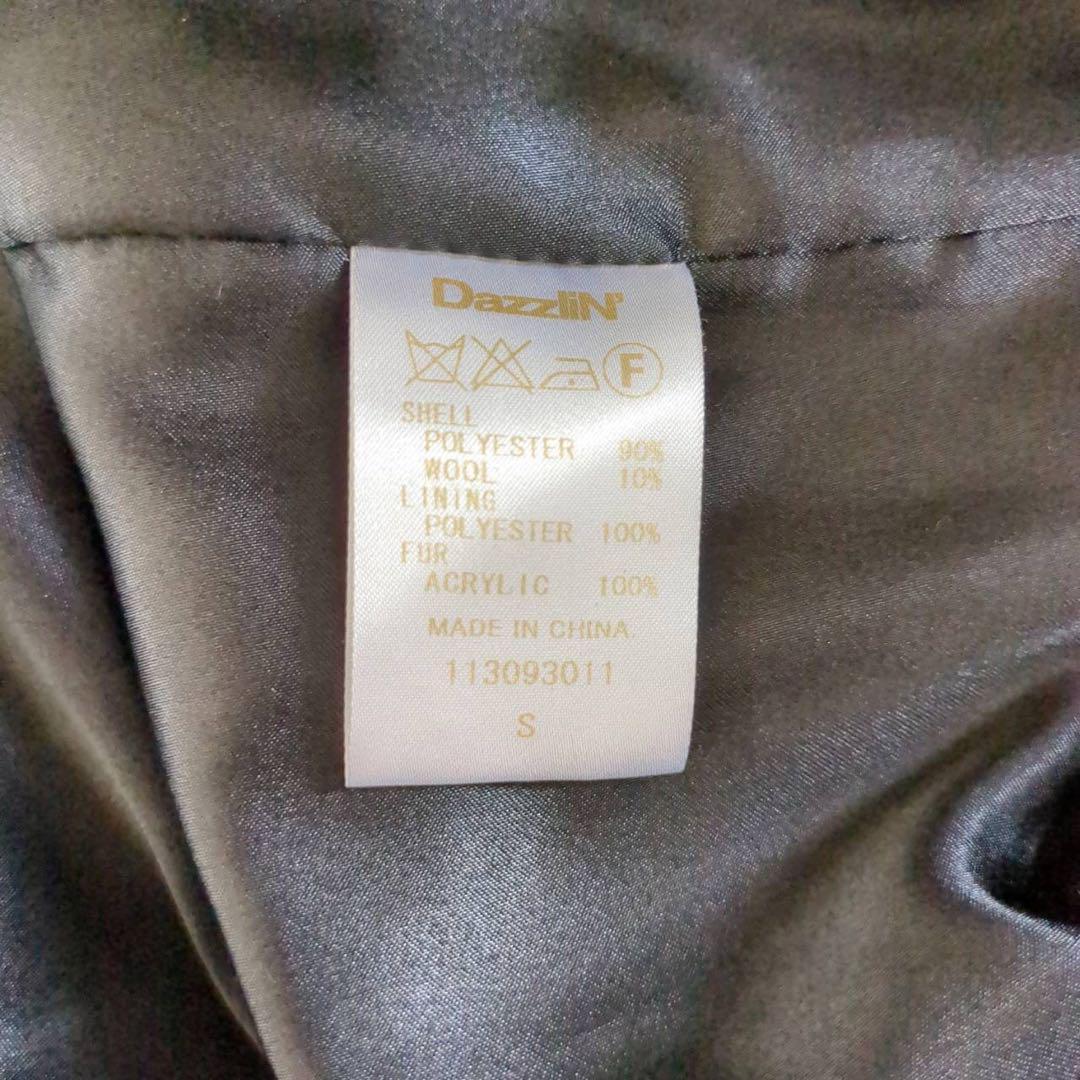 DazzliN'
F
SHELL
POLYESTER 90%
WOOL 10%
LINING
POLYESTER 100%
FUR
ACRYLIC 100%
MADE IN CHINA.
113093011
S